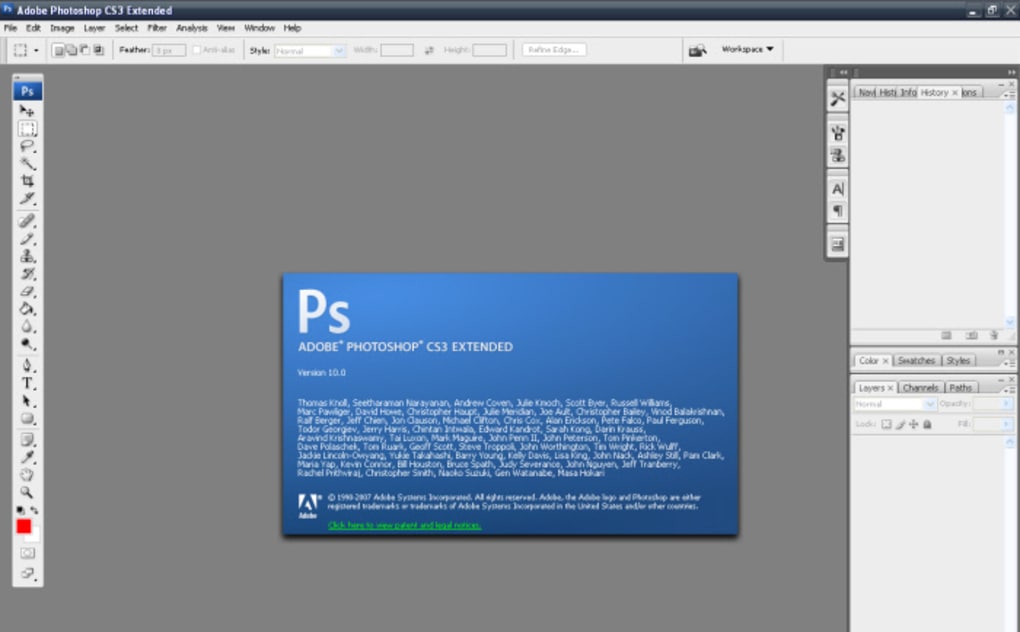 Adobe Photoshop CS3 Extended
File Edit Image Layer Select Filter Analysis View Window Help
Feather: 0 px Anti-alias Style: Normal Width: Height: Refine Edge... Workspace
Ps
Navi Hist Info History x ions
Ps
ADOBE® PHOTOSHOP® CS3 EXTENDED
Version 10.0
Thomas Knoll, Seetharaman Narayanan, Andrew Coven, Julie Kmoch, Scott Byer, Russell Williams,
Marc Pawliger, David Howe, Christopher Haupt, Julie Meridian, Joe Ault, Christopher Bailey, Vinod Balakrishnan,
Ralf Berger, Jeff Chien, Jon Clauson, Michael Clifton, Chris Cox, Alan Erickson, Pete Falco, Paul Ferguson,
Todor Georgiev, Jerry Harris, Chintan Intwala, Edward Kandrot, Sarah Kong, Darin Krauss,
Aravind Krishnaswamy, Tai Luxon, Mark Maguire, John Penn II, John Peterson, Tom Pinkerton,
Dave Polaschek, Tom Ruark, Geoff Scott, Steve Troppoli, John Worthington, Tim Wright, Rick Wulff,
Jackie Lincoln-Owyang, Yukie Takahashi, Barry Young, Kelly Davis, Lisa King, John Nack, Ashley Still, Pam Clark,
Maria Yap, Kevin Connor, Bill Houston, Bruce Spath, Judy Severance, John Nguyen, Jeff Tranberry,
Rachel Prithviraj, Christopher Smith, Naoko Suzuki, Gen Watanabe, Masa Hokari
Adobe
© 1990-2007 Adobe Systems Incorporated. All rights reserved. Adobe, the Adobe logo and Photoshop are either
registered trademarks or trademarks of Adobe Systems Incorporated in the United States and/or other countries.
Click here to view patent and legal notices.
Color x Swatches Styles
Layers x Channels Paths
Normal Opacity:
Lock: Fill: